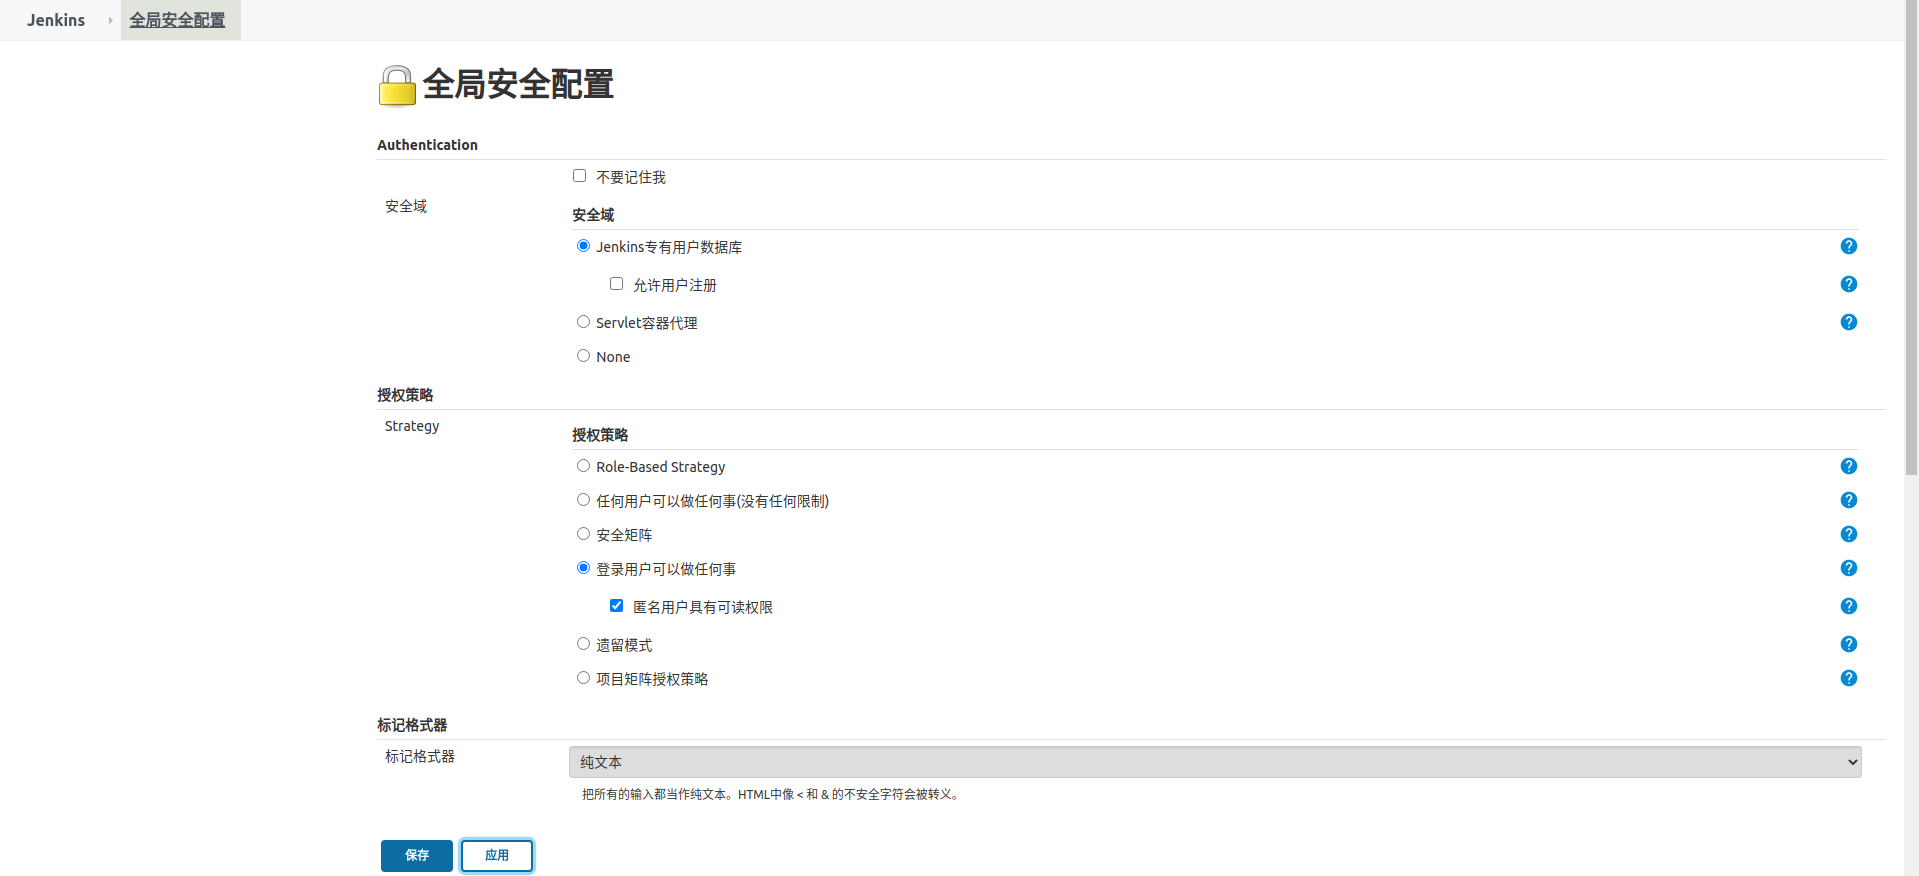 Jenkins 全局安全配置
全局安全配置
Authentication
不要记住我
安全域
安全域
Jenkins专有用户数据库
允许用户注册
Servlet容器代理
None
授权策略
Strategy
授权策略
Role-Based Strategy
任何用户可以做任何事(没有任何限制)
安全矩阵
登录用户可以做任何事
匿名用户具有可读权限
遗留模式
项目矩阵授权策略
标记格式器
标记格式器
纯文本
把所有的输入都当作纯文本。HTML中像 < 和 & 的不安全字符会被转义。
保存 应用